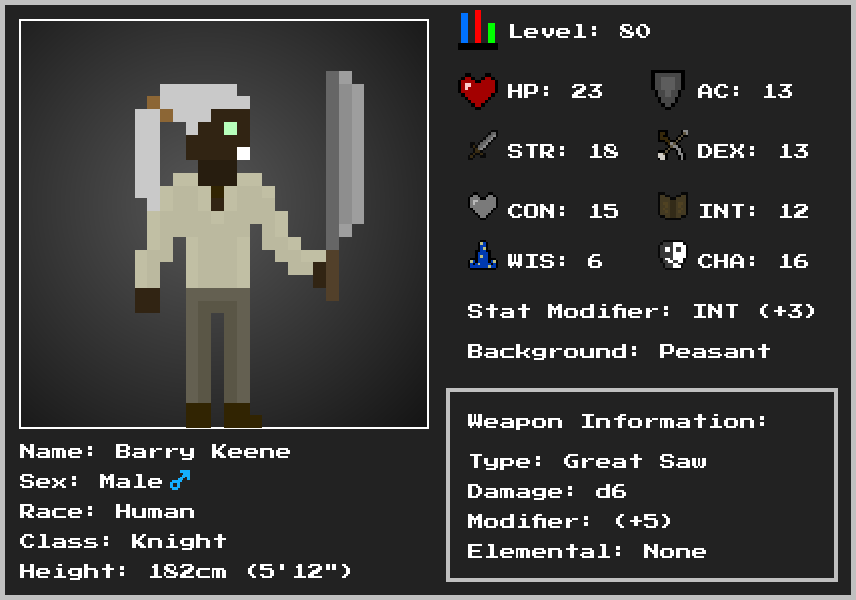 Level: 80
HP: 23
AC: 13
STR: 18
DEX: 13
CON: 15
INT: 12
WIS: 6
CHA: 16
Stat Modifier: INT (+3)
Background: Peasant
Weapon Information:
Type: Great Saw
Damage: d6
Modifier: (+5)
Elemental: None
Name: Barry Keene
Sex: Male♂
Race: Human
Class: Knight
Height: 182cm (5'12")